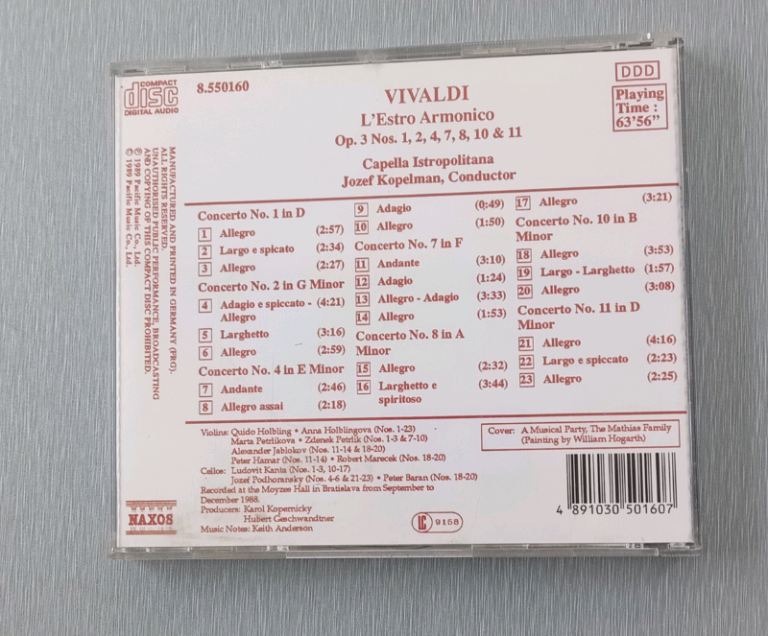 COMPACT
disc
DIGITAL AUDIO
8.550160
DDD
Playing
Time :
63'56"
VIVALDI
L'Estro Armonico
Op. 3 Nos. 1, 2, 4, 7, 8, 10 & 11
Capella Istropolitana
Jozef Kopelman, Conductor
MANUFACTURED AND PRINTED IN GERMANY (PRO).
ALL RIGHTS RESERVED.
UNAUTHORISED PUBLIC PERFORMANCE, BROADCASTING
AND COPYING OF THIS COMPACT DISC PROHIBITED.
℗ 1989 Pacific Music Co., Ltd.
© 1989 Pacific Music Co., Ltd.
Concerto No. 1 in D
1 Allegro (2:57)
2 Largo e spicato (2:34)
3 Allegro (2:27)
Concerto No. 2 in G Minor
4 Adagio e spiccato - (4:21)
Allegro
5 Larghetto (3:16)
6 Allegro (2:59)
Concerto No. 4 in E Minor
7 Andante (2:46)
8 Allegro assai (2:18)
9 Adagio (0:49)
10 Allegro (1:50)
Concerto No. 7 in F
11 Andante (3:10)
12 Adagio (1:24)
13 Allegro - Adagio (3:33)
14 Allegro (1:53)
Concerto No. 8 in A
Minor
15 Allegro (2:32)
16 Larghetto e (3:44)
spiritoso
17 Allegro (3:21)
Concerto No. 10 in B
Minor
18 Allegro (3:53)
19 Largo - Larghetto (1:57)
20 Allegro (3:08)
Concerto No. 11 in D
Minor
21 Allegro (4:16)
22 Largo e spiccato (2:23)
23 Allegro (2:25)
Violins: Quido Holbling • Anna Holblingova (Nos. 1-23)
Marta Petrlikova • Zdenek Petrlik (Nos. 1-3 & 7-10)
Alexander Jablokov (Nos. 11-14 & 18-20)
Peter Hamar (Nos. 11-14) • Robert Marecek (Nos. 18-20)
Cellos: Ludovit Kanta (Nos. 1-3, 10-17)
Jozef Podhoransky (Nos. 4-6 & 21-23) • Peter Baran (Nos. 18-20)
Recorded at the Moyzes Hall in Bratislava from September to
December 1988.
Producers: Karol Kopernicky
Hubert Geschwandtner
Music Notes: Keith Anderson
Cover: A Musical Party, The Mathias Family
(Painting by William Hogarth)
NAXOS
LC 9158
4 891030 501607